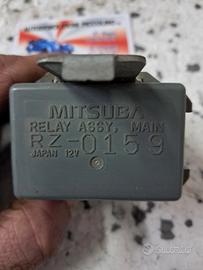 MITSUBA
RELAY ASSY, MAIN
RZ-0159
JAPAN 12V